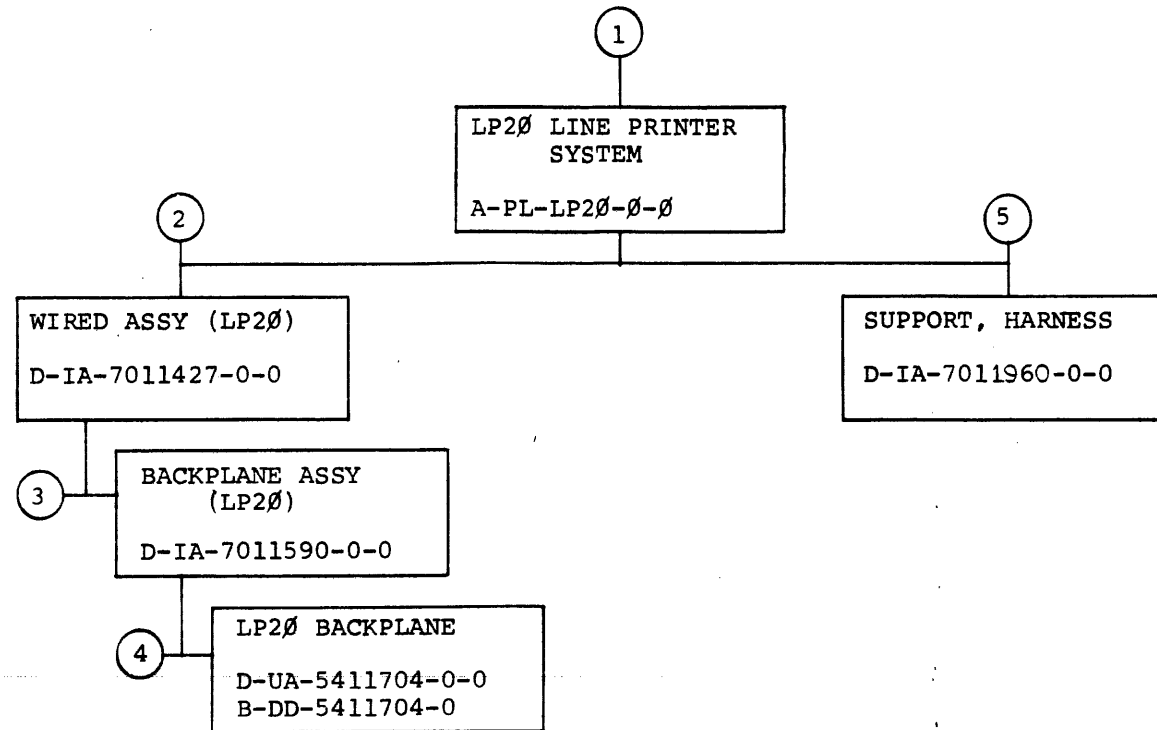 1
LP2Ø LINE PRINTER
SYSTEM
A-PL-LP2Ø-Ø-Ø
2
5
WIRED ASSY (LP2Ø)
D-IA-7011427-0-0
SUPPORT, HARNESS
D-IA-7011960-0-0
3
BACKPLANE ASSY
(LP2Ø)
D-IA-7011590-0-0
4
LP2Ø BACKPLANE
D-UA-5411704-0-0
B-DD-5411704-0